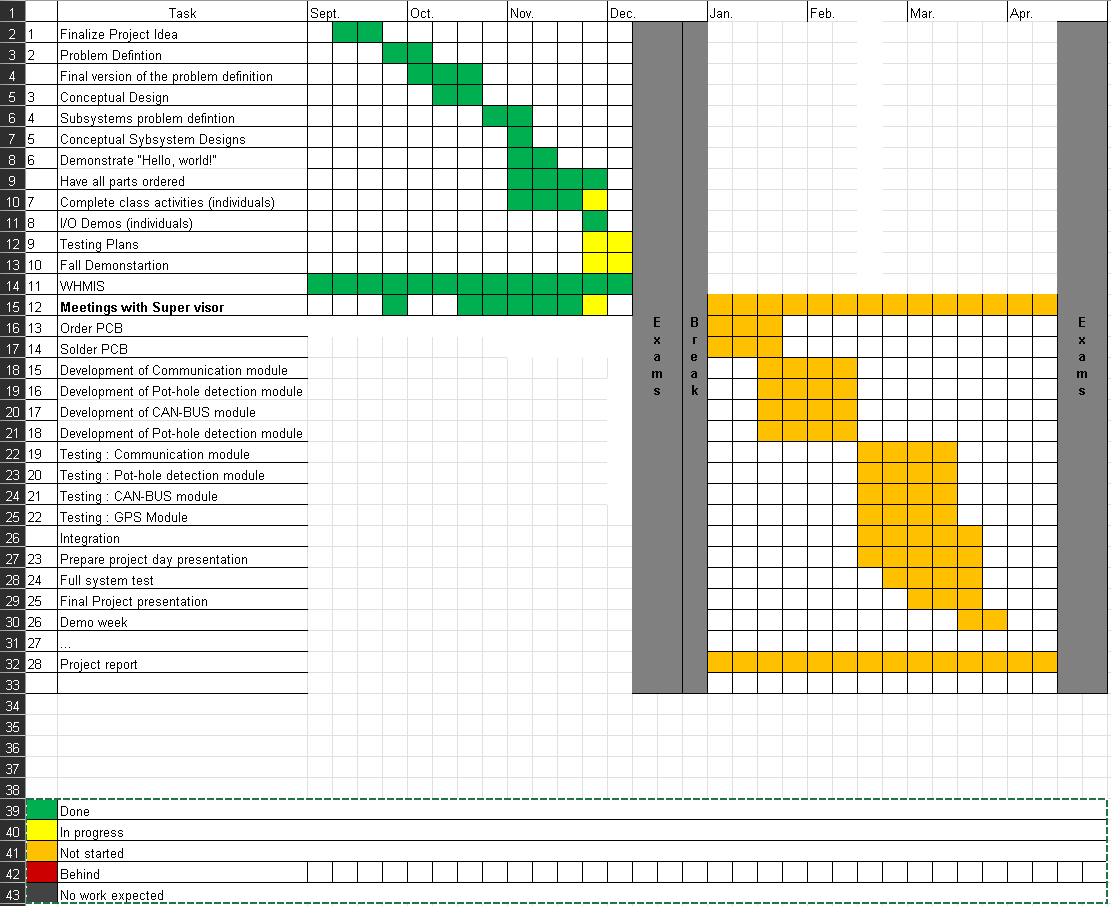 1 Task Sept. Oct. Nov. Dec. Jan. Feb. Mar. Apr.
2 1 Finalize Project Idea
3 2 Problem Defintion
4 Final version of the problem definition
5 3 Conceptual Design
6 4 Subsystems problem defintion
7 5 Conceptual Sybsystem Designs
8 6 Demonstrate "Hello, world!"
9 Have all parts ordered
10 7 Complete class activities (individuals)
11 8 I/O Demos (individuals)
12 9 Testing Plans
13 10 Fall Demonstartion
14 11 WHMIS
15 12 Meetings with Super visor
16 13 Order PCB
17 14 Solder PCB
18 15 Development of Communication module
19 16 Development of Pot-hole detection module
20 17 Development of CAN-BUS module
21 18 Development of Pot-hole detection module
22 19 Testing : Communication module
23 20 Testing : Pot-hole detection module
24 21 Testing : CAN-BUS module
25 22 Testing : GPS Module
26 Integration
27 23 Prepare project day presentation
28 24 Full system test
29 25 Final Project presentation
30 26 Demo week
31 27 ...
32 28 Project report
33
34
35
36
37
38
Exams
Break
Exams
39 Done
40 In progress
41 Not started
42 Behind
43 No work expected